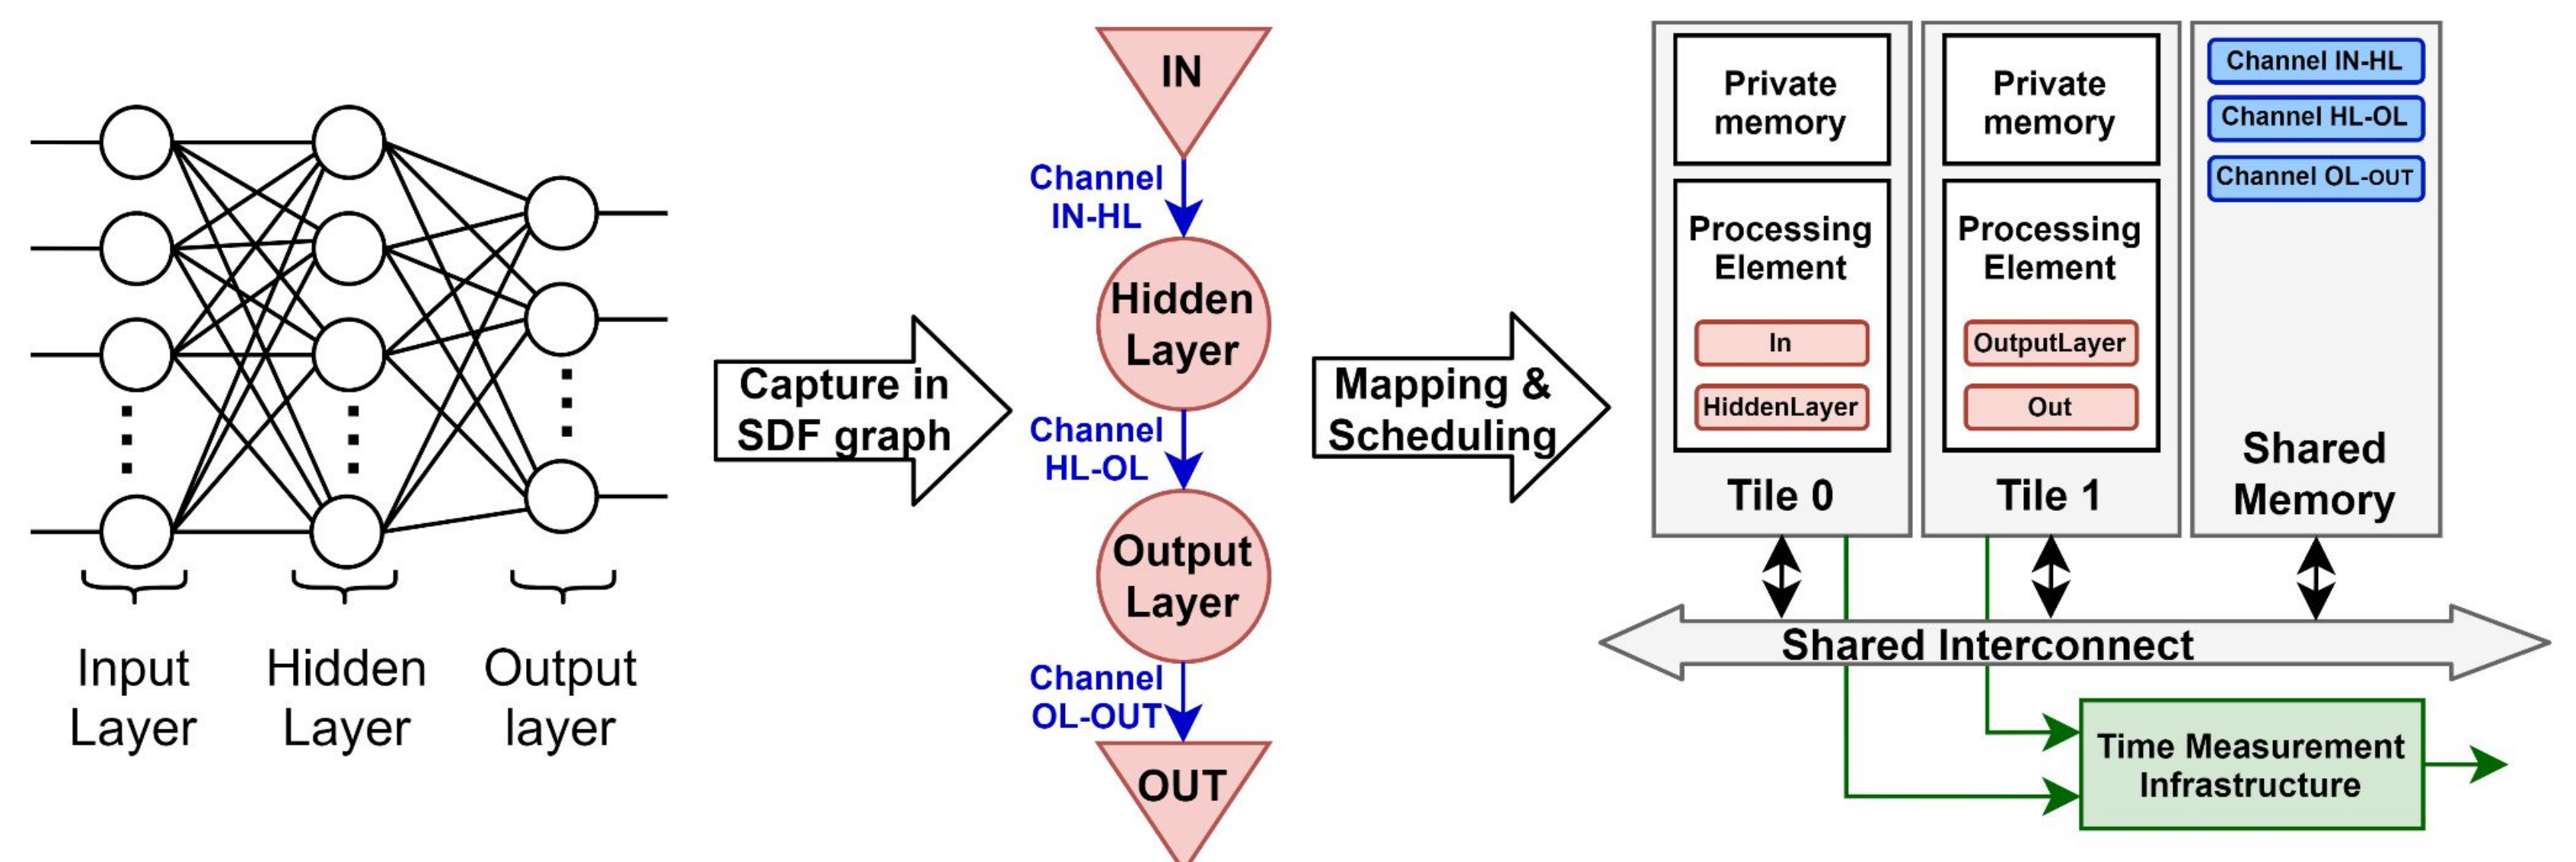 Input
Layer
Hidden
Layer
Output
layer
Capture in
SDF graph
IN
Channel
IN-HL
Hidden
Layer
Channel
HL-OL
Output
Layer
Channel
OL-OUT
OUT
Mapping &
Scheduling
Private
memory
Processing
Element
In
HiddenLayer
Tile 0
Private
memory
Processing
Element
OutputLayer
Out
Tile 1
Channel IN-HL
Channel HL-OL
Channel OL-OUT
Shared
Memory
Shared Interconnect
Time Measurement
Infrastructure